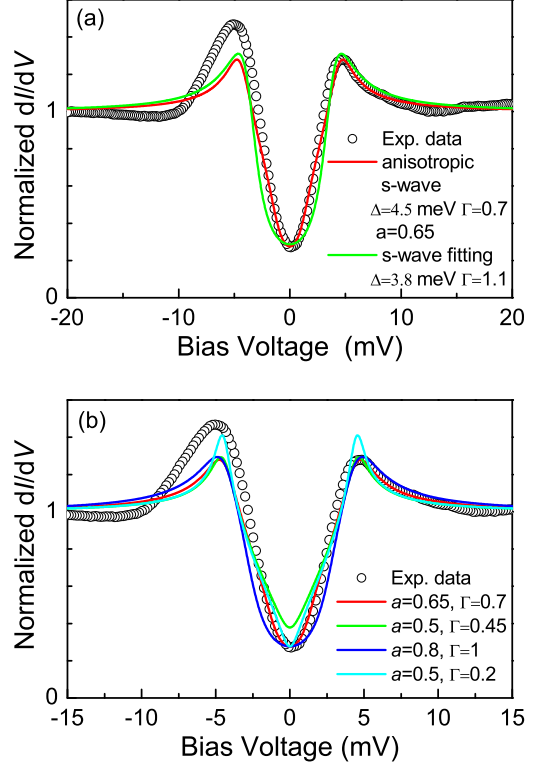 (a)
Normalized dI/dV
1
0
Exp. data
anisotropic
s-wave
Δ=4.5 meV Γ=0.7
a=0.65
s-wave fitting
Δ=3.8 meV Γ=1.1
-20 -10 0 10 20
Bias Voltage (mV)
(b)
Normalized dI/dV
1
0
Exp. data
a=0.65, Γ=0.7
a=0.5, Γ=0.45
a=0.8, Γ=1
a=0.5, Γ=0.2
-15 -10 -5 0 5 10 15
Bias Voltage (mV)